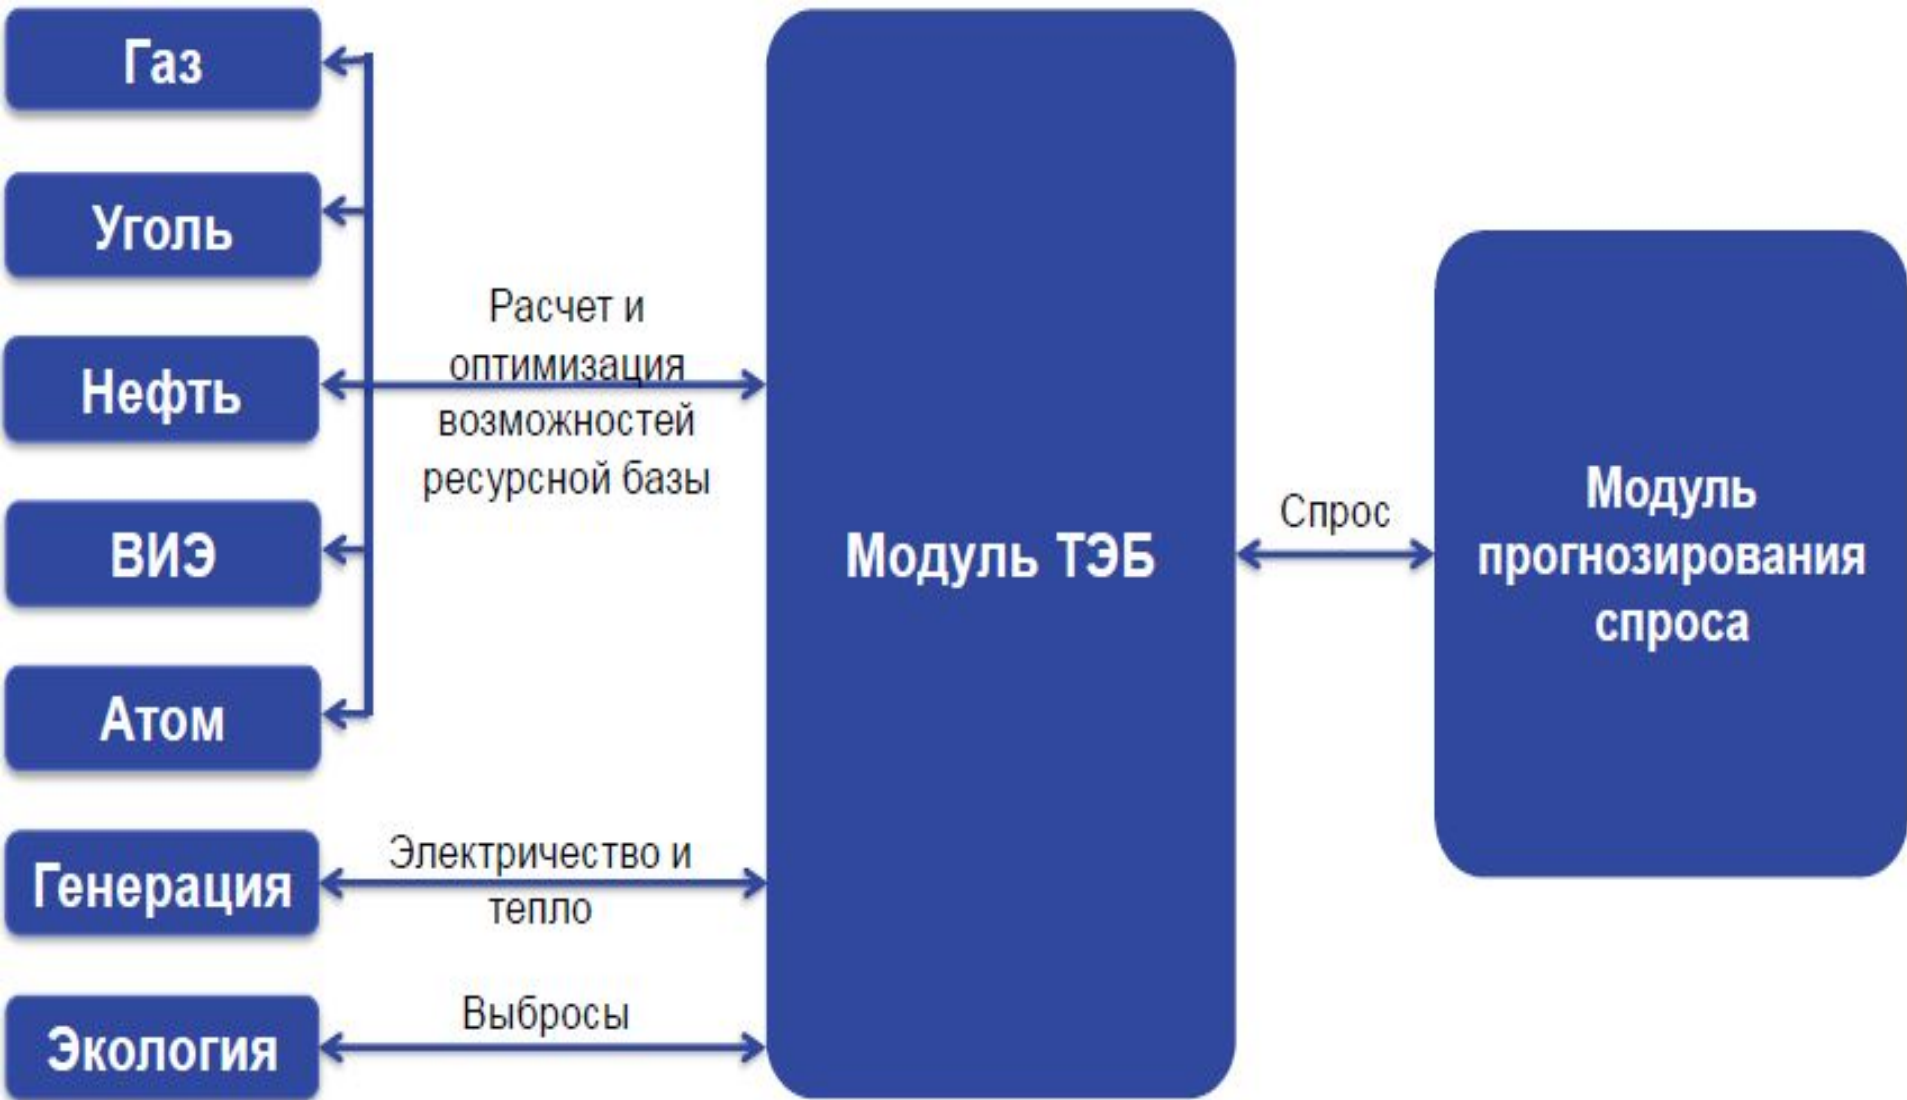 Газ
Уголь
Нефть
ВИЭ
Атом
Генерация
Экология
Расчет и
оптимизация
возможностей
ресурсной базы
Электричество и
тепло
Выбросы
Модуль ТЭБ
Спрос
Модуль
прогнозирования
спроса